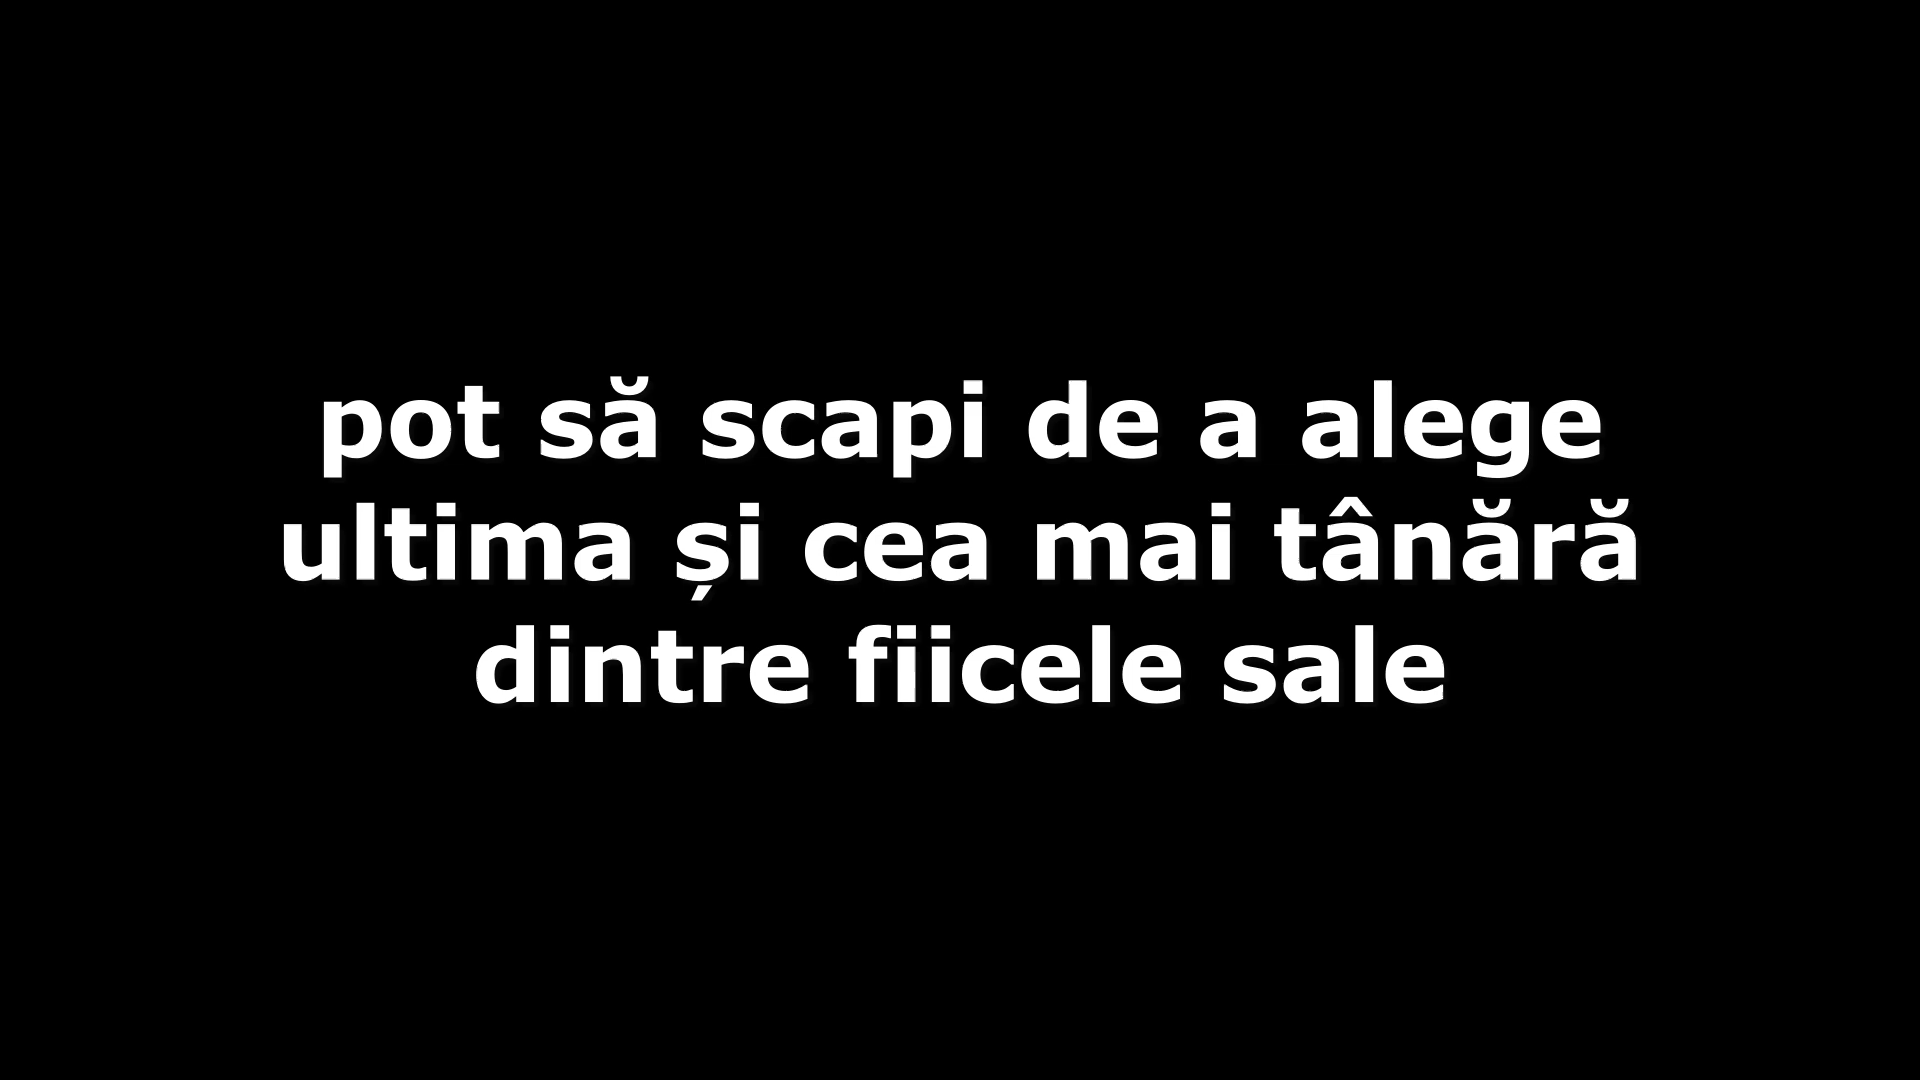 pot să scapi de a alege
ultima și cea mai tânără
dintre fiicele sale